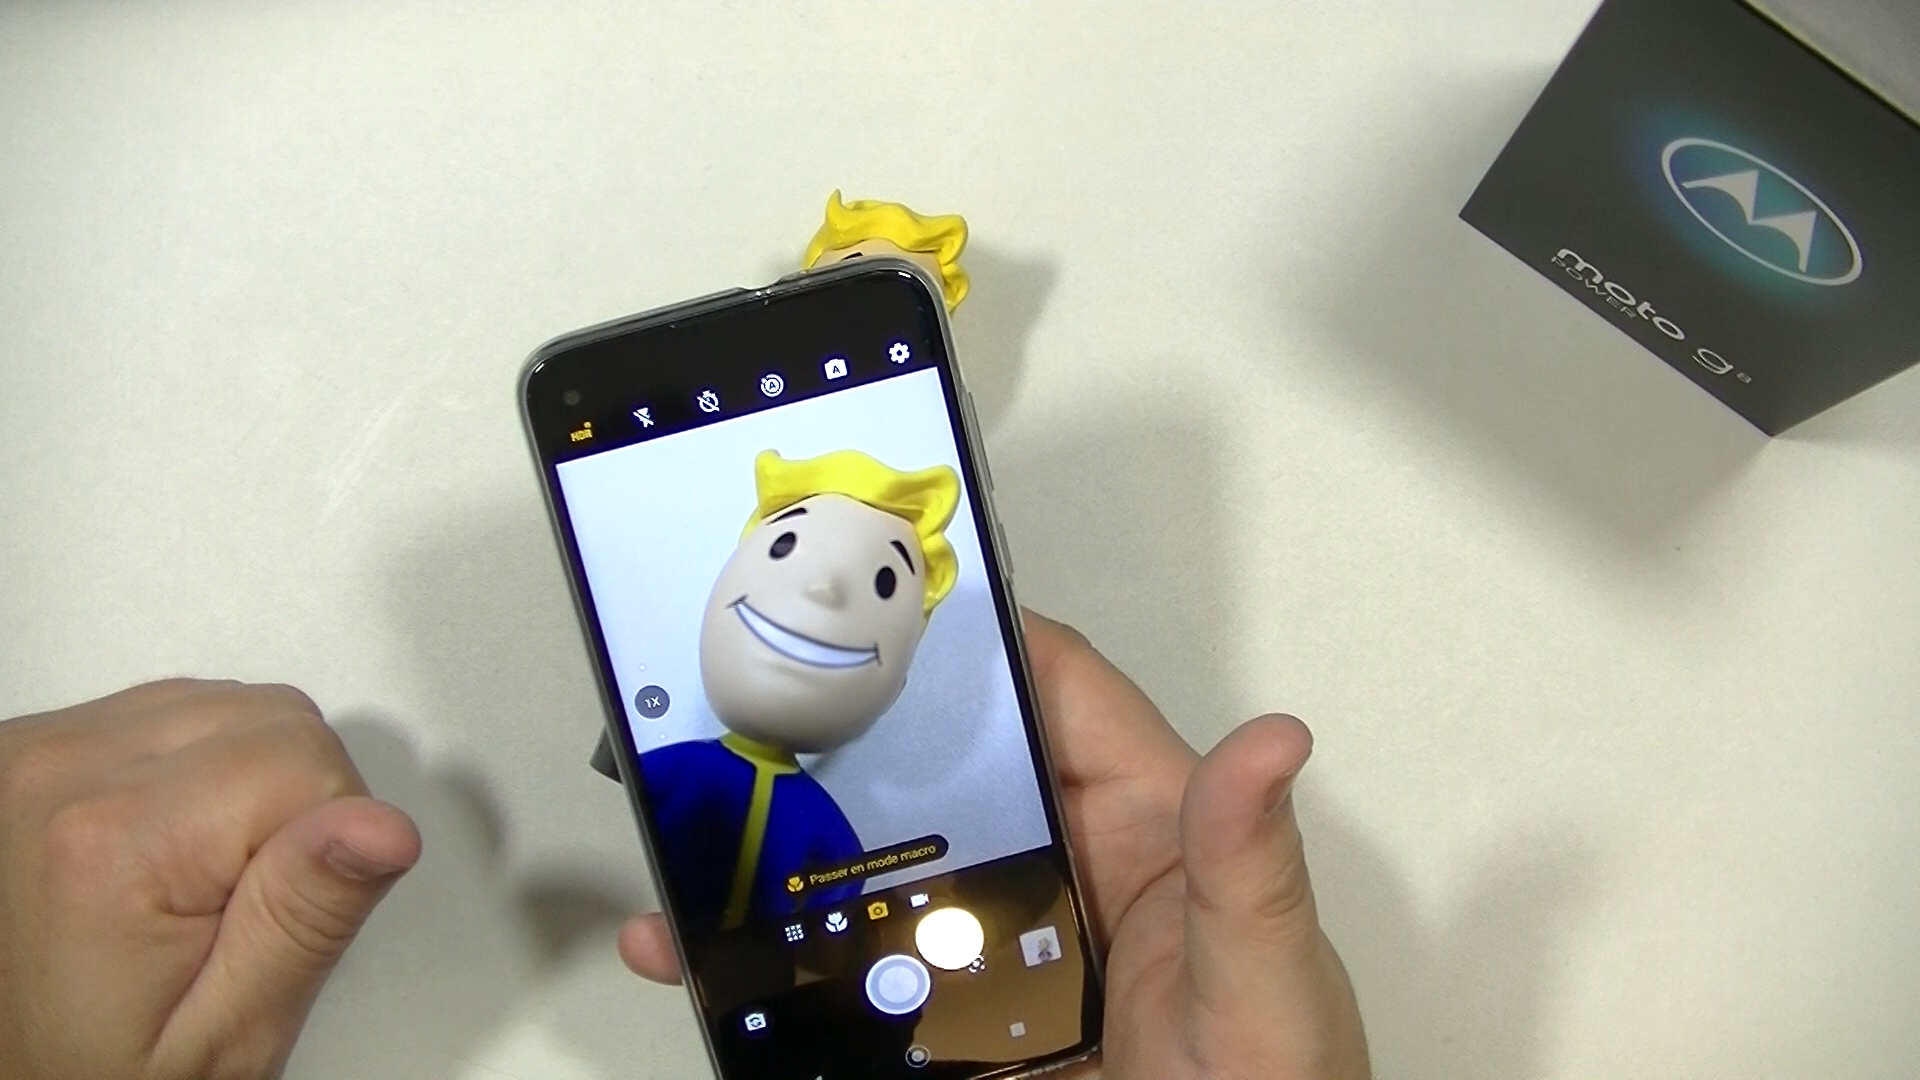 moto g8
POWER
HDR
A
A
1X
Passer en mode macro